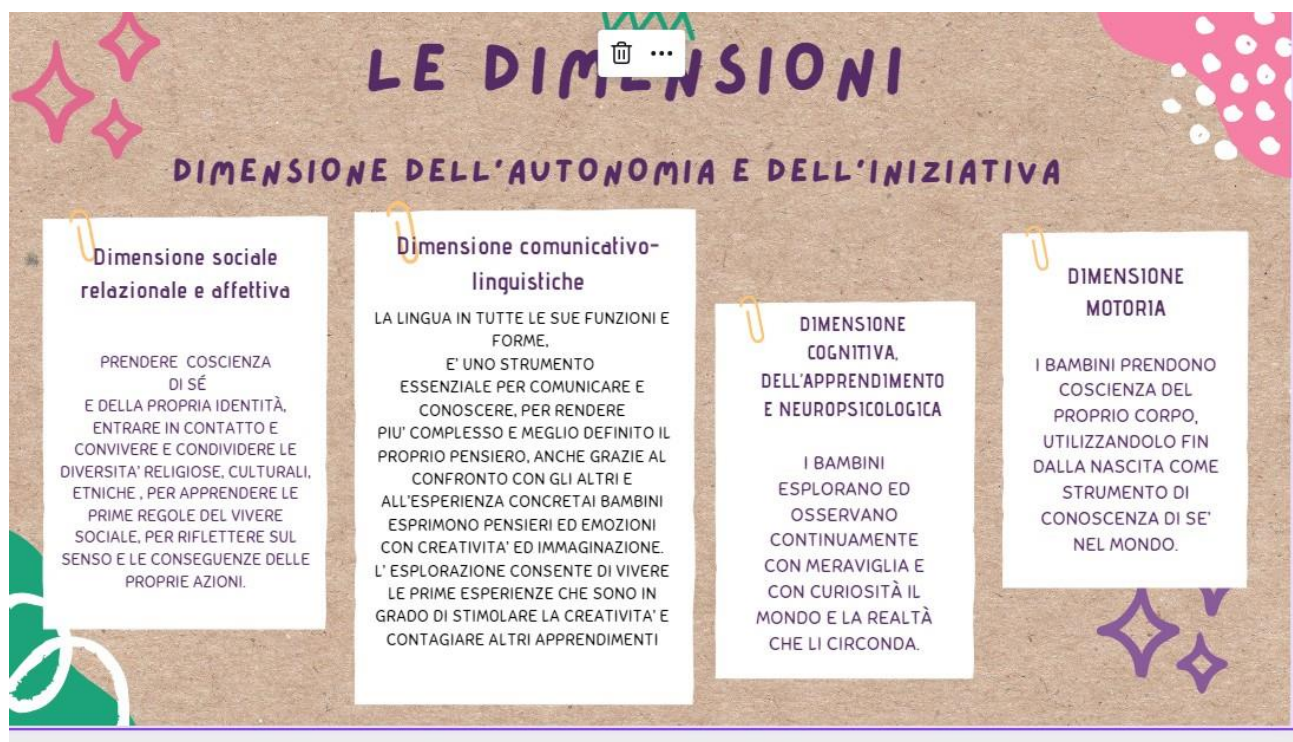 LE DIMENSIONI
DIMENSIONE DELL'AUTONOMIA E DELL'INIZIATIVA
Dimensione sociale
relazionale e affettiva
PRENDERE COSCIENZA
DI SÉ
E DELLA PROPRIA IDENTITÀ,
ENTRARE IN CONTATTO E
CONVIVERE E CONDIVIDERE LE
DIVERSITA' RELIGIOSE, CULTURALI,
ETNICHE , PER APPRENDERE LE
PRIME REGOLE DEL VIVERE
SOCIALE, PER RIFLETTERE SUL
SENSO E LE CONSEGUENZE DELLE
PROPRIE AZIONI.
Dimensione comunicativo-
linguistiche
LA LINGUA IN TUTTE LE SUE FUNZIONI E
FORME,
E' UNO STRUMENTO
ESSENZIALE PER COMUNICARE E
CONOSCERE, PER RENDERE
PIU' COMPLESSO E MEGLIO DEFINITO IL
PROPRIO PENSIERO, ANCHE GRAZIE AL
CONFRONTO CON GLI ALTRI E
ALL'ESPERIENZA CONCRETAI BAMBINI
ESPRIMONO PENSIERI ED EMOZIONI
CON CREATIVITA' ED IMMAGINAZIONE.
L' ESPLORAZIONE CONSENTE DI VIVERE
LE PRIME ESPERIENZE CHE SONO IN
GRADO DI STIMOLARE LA CREATIVITA' E
CONTAGIARE ALTRI APPRENDIMENTI
DIMENSIONE
COGNITIVA,
DELL'APPRENDIMENTO
E NEUROPSICOLOGICA
I BAMBINI
ESPLORANO ED
OSSERVANO
CONTINUAMENTE
CON MERAVIGLIA E
CON CURIOSITÀ IL
MONDO E LA REALTÀ
CHE LI CIRCONDA.
DIMENSIONE
MOTORIA
I BAMBINI PRENDONO
COSCIENZA DEL
PROPRIO CORPO,
UTILIZZANDOLO FIN
DALLA NASCITA COME
STRUMENTO DI
CONOSCENZA DI SE'
NEL MONDO.